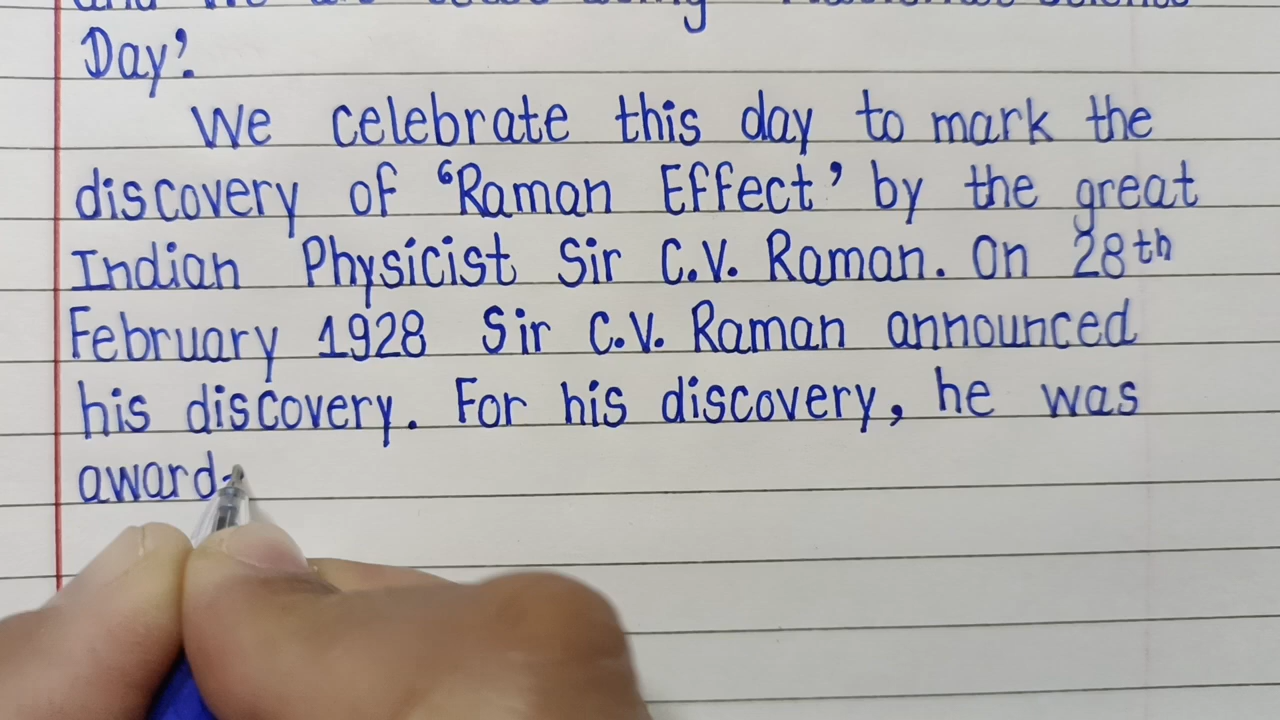 Day'.
We celebrate this day to mark the
discovery of 'Raman Effect' by the great
Indian Physicist Sir C.V. Raman. On 28th
February 1928 Sir C.V. Raman announced
his discovery. For his discovery, he was
award